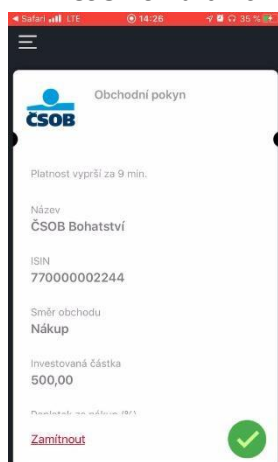 Safari LTE 14:26 35 %
Obchodní pokyn
ČSOB
Platnost vyprší za 9 min.
Název
ČSOB Bohatství
ISIN
770000002244
Směr obchodu
Nákup
Investovaná částka
500,00
Zamítnout